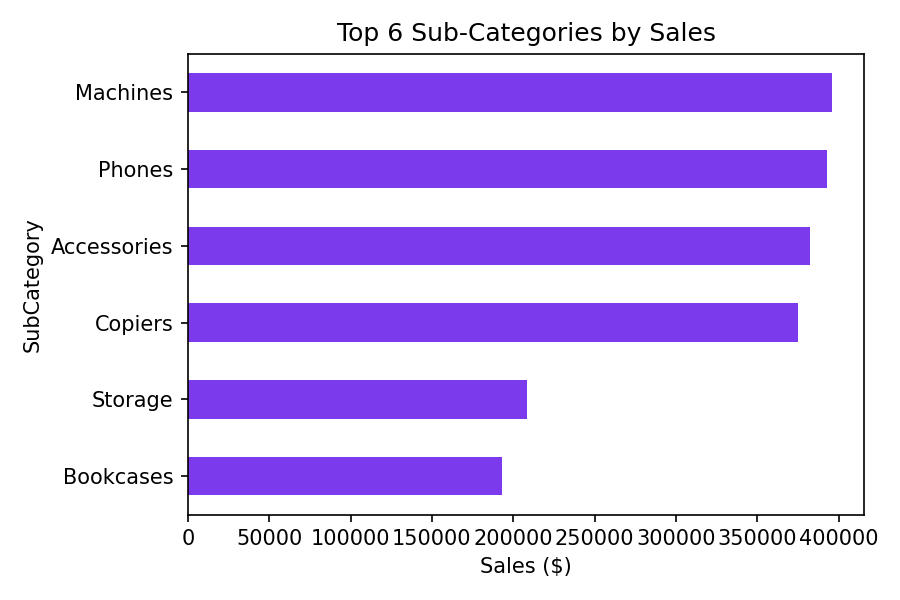 Top 6 Sub-Categories by Sales
SubCategory
Machines
Phones
Accessories
Copiers
Storage
Bookcases
0 50000 100000 150000 200000 250000 300000 350000 400000
Sales ($)